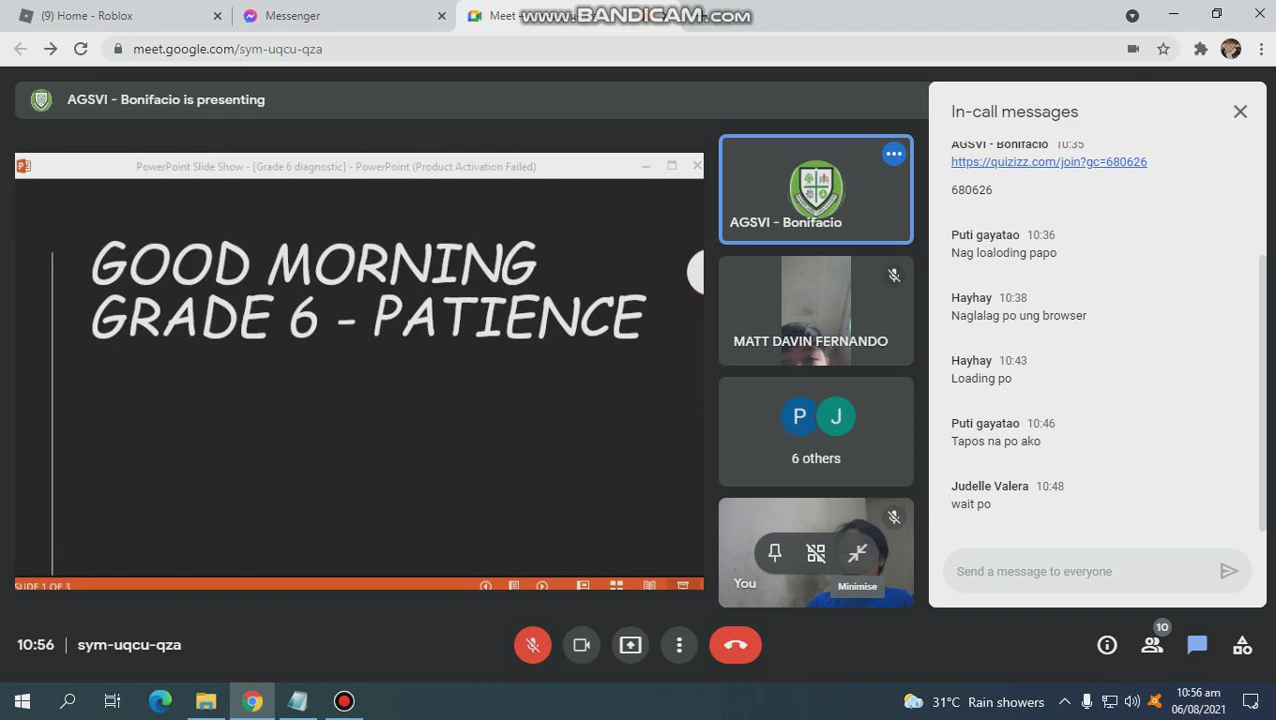 (9) Home - Roblox
Messenger
Meet -
www.BANDICAM.com
meet.google.com/sym-uqcu-qza
AGSVI - Bonifacio is presenting
PowerPoint Slide Show - [Grade 6 diagnostic] - PowerPoint (Product Activation Failed)
GOOD MORNING
GRADE 6 - PATIENCE
SLIDE 1 OF 3
AGSVI - Bonifacio
MATT DAVIN FERNANDO
P J
6 others
You
Minimise
In-call messages
AGSVI - Bonifacio 10:35
https://quizizz.com/join?gc=680626
680626
Puti gayatao 10:36
Nag loaloding papo
Hayhay 10:38
Naglalag po ung browser
Hayhay 10:43
Loading po
Puti gayatao 10:46
Tapos na po ako
Judelle Valera 10:48
wait po
Send a message to everyone
10:56 | sym-uqcu-qza
10
31°C Rain showers
10:56 am
06/08/2021